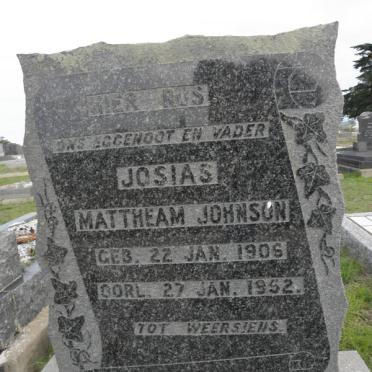 HIER RUS
ONS EGGENOOT EN VADER
JOSIAS
MATTHEAM JOHNSON
GEB. 22 JAN. 1906
OORL. 27 JAN. 1952.
TOT WEERSIENS.